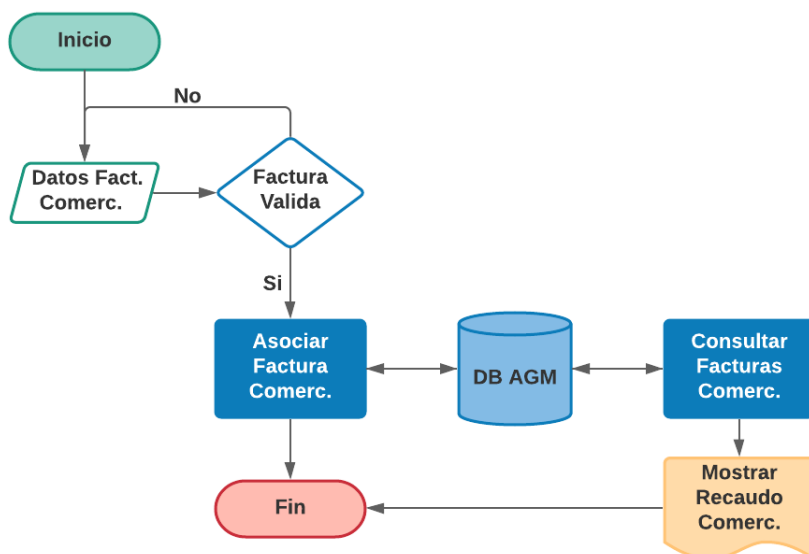 Inicio
No
Datos Fact.
Comerc.
Factura
Valida
Si
Asociar
Factura
Comerc.
DB AGM
Consultar
Facturas
Comerc.
Mostrar
Recaudo
Comerc.
Fin